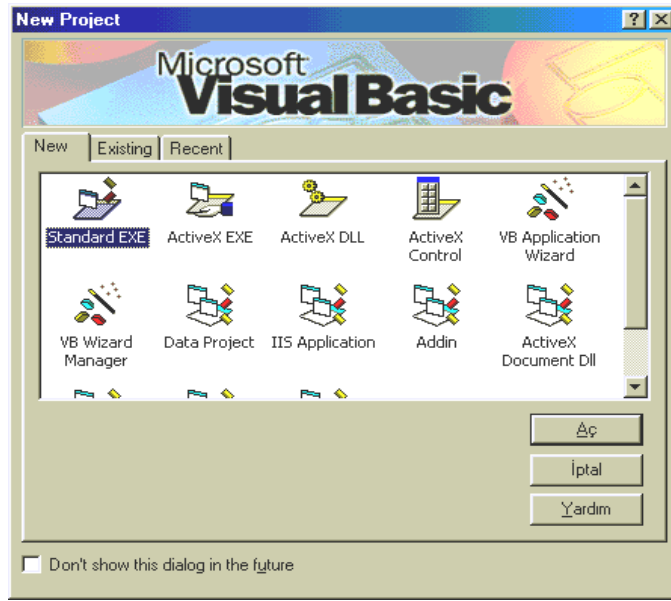 New Project
Microsoft
Visual Basic
New Existing Recent
Standard EXE ActiveX EXE ActiveX DLL ActiveX Control VB Application Wizard
VB Wizard Manager Data Project IIS Application Addin ActiveX Document Dll
Aç
İptal
Yardım
Don't show this dialog in the future